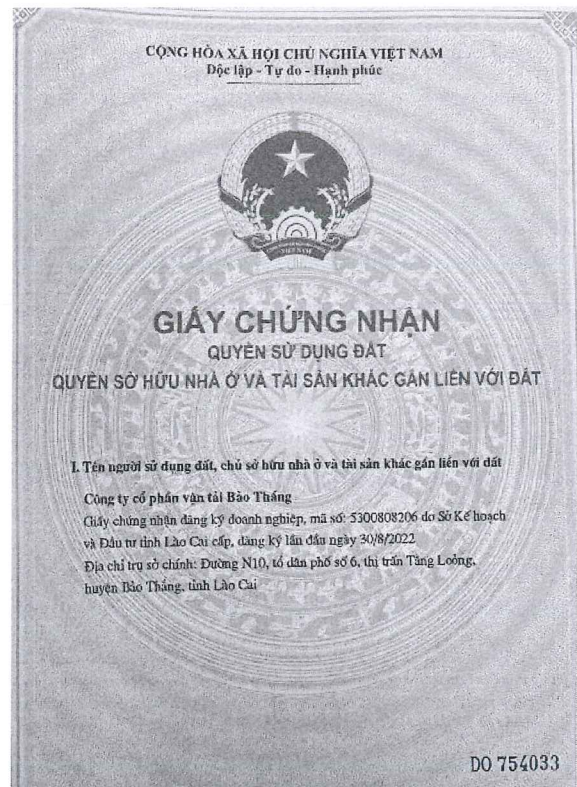 CỘNG HÒA XÃ HỘI CHỦ NGHĨA VIỆT NAM
Độc lập - Tự do - Hạnh phúc
VIỆT NAM
GIẤY CHỨNG NHẬN
QUYỀN SỬ DỤNG ĐẤT
QUYỀN SỞ HỮU NHÀ Ở VÀ TÀI SẢN KHÁC GẮN LIỀN VỚI ĐẤT
I. Tên người sử dụng đất, chủ sở hữu nhà ở và tài sản khác gắn liền với đất
Công ty cổ phần vận tải Bảo Thắng
Giấy chứng nhận đăng ký doanh nghiệp, mã số: 5300808206 do Sở Kế hoạch
và Đầu tư tỉnh Lào Cai cấp, đăng ký lần đầu ngày 30/8/2022
Địa chỉ trụ sở chính: Đường N10, tổ dân phố số 6, thị trấn Tằng Loỏng,
huyện Bảo Thắng, tỉnh Lào Cai
DO 754033